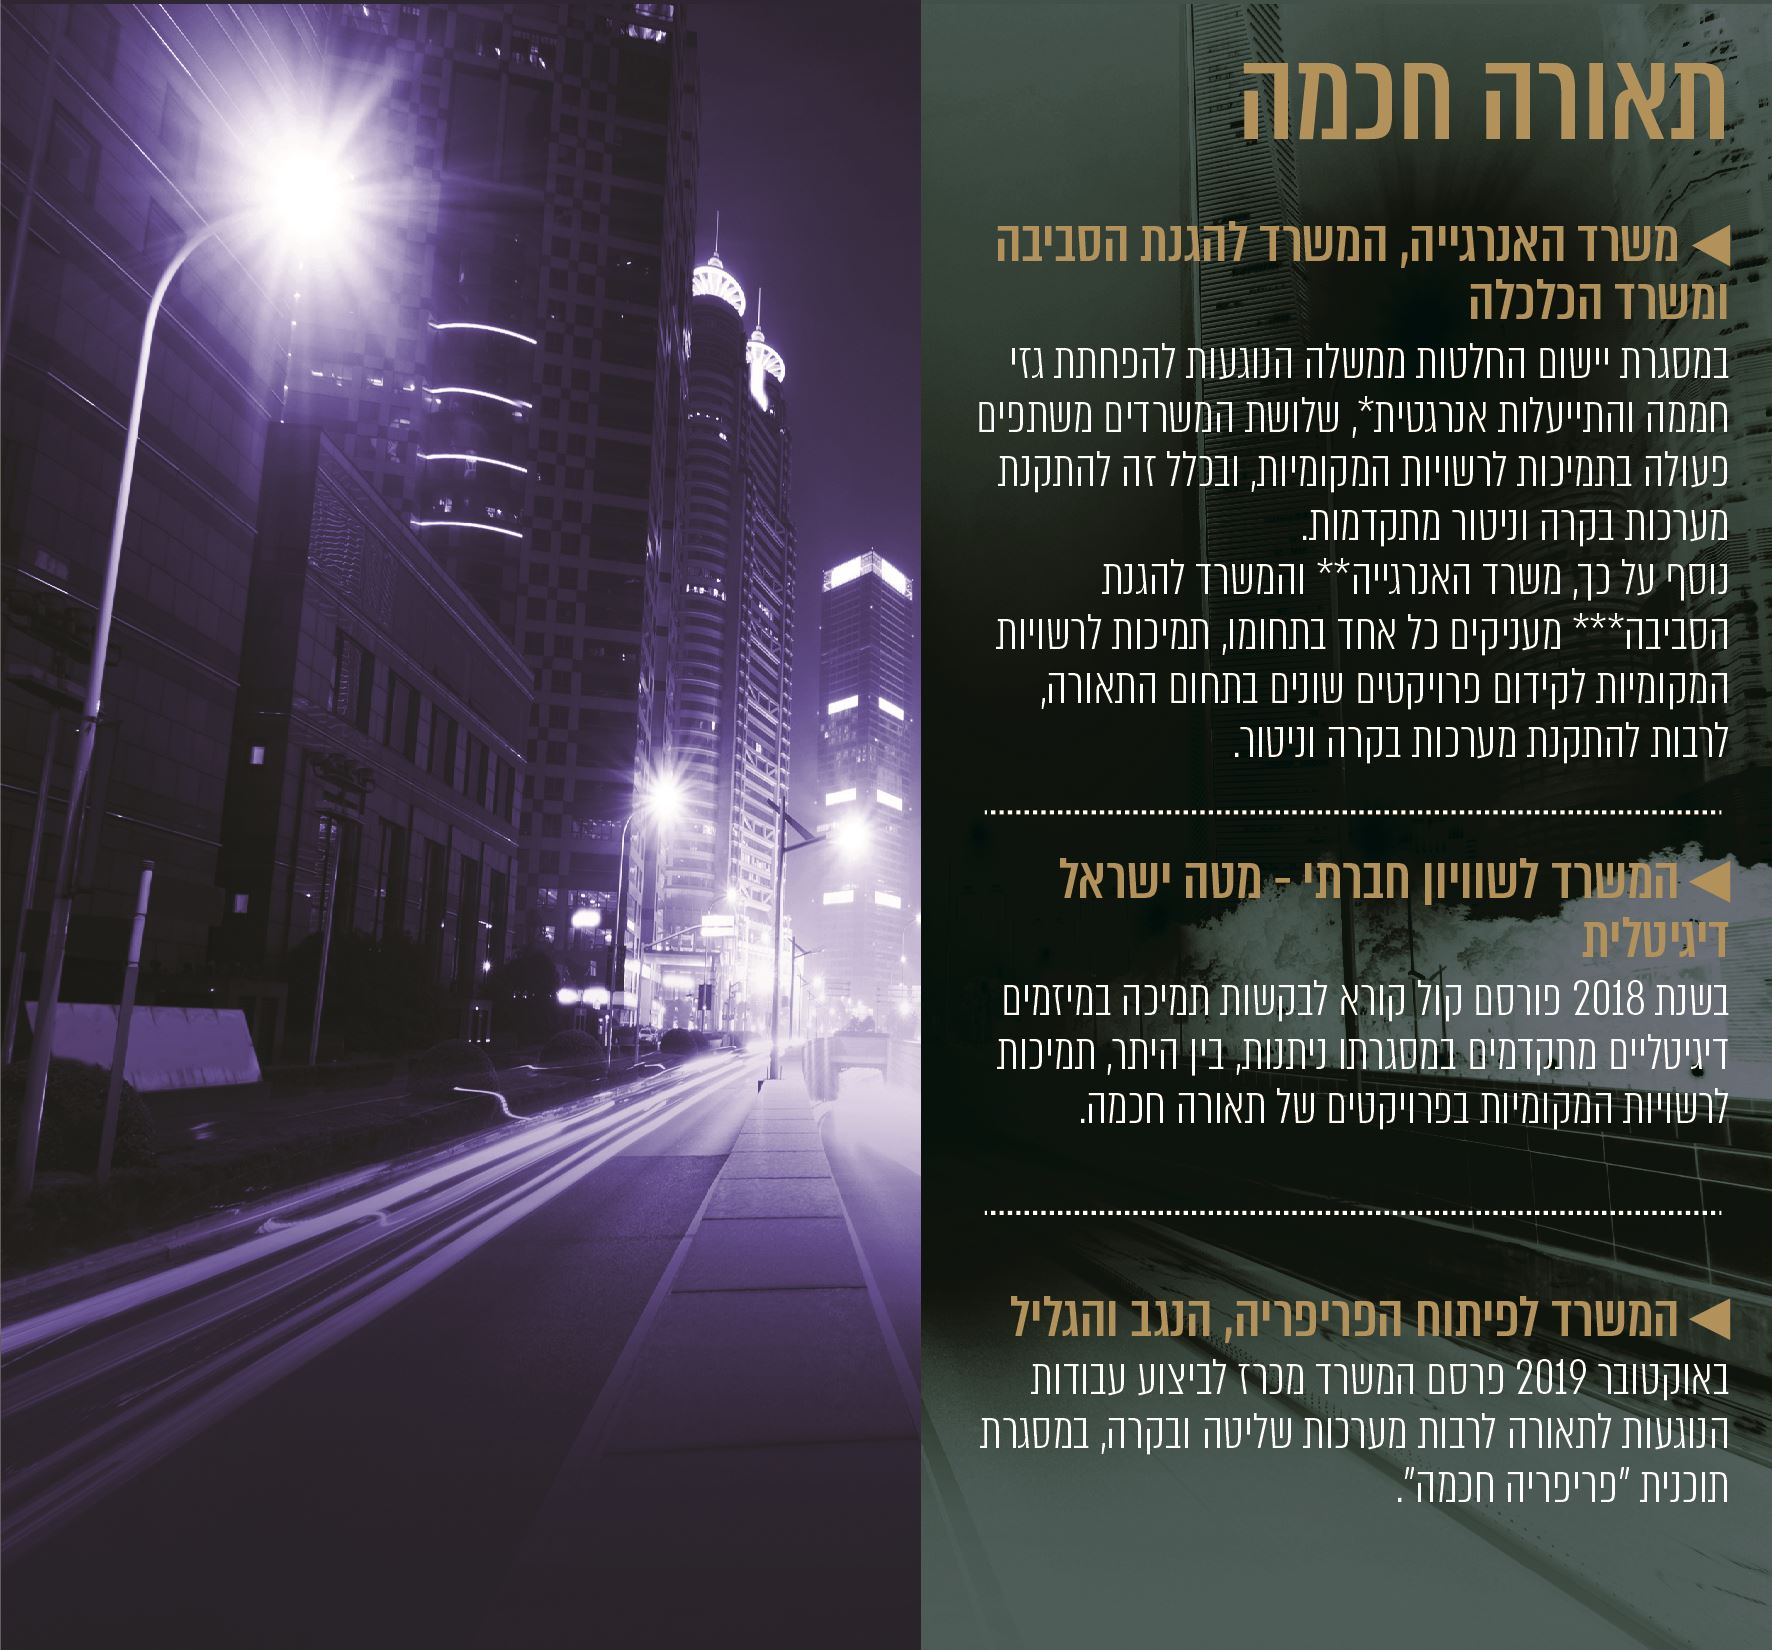 תאורה חכמה
משרד האנרגייה, המשרד להגנת הסביבה
ומשרד הכלכלה
במסגרת יישום החלטות ממשלה הנוגעות להפחתת גזי
חממה והתייעלות אנרגטית*, שלושת המשרדים משתפים
פעולה בתמיכות לרשויות המקומיות, ובכלל זה להתקנת
מערכות בקרה וניטור מתקדמות.
נוסף על כך, משרד האנרגייה** והמשרד להגנת
הסביבה*** מעניקים כל אחד בתחומו, תמיכות לרשויות
המקומיות לקידום פרויקטים שונים בתחום התאורה,
לרבות להתקנת מערכות בקרה וניטור.
המשרד לשוויון חברתי - מטה ישראל
דיגיטלית
בשנת 2018 פורסם קול קורא לבקשות תמיכה במיזמים
דיגיטליים מתקדמים במסגרתו ניתנות, בין היתר, תמיכות
לרשויות המקומיות בפרויקטים של תאורה חכמה.
המשרד לפיתוח הפריפריה, הנגב והגליל
באוקטובר 2019 פרסם המשרד מכרז לביצוע עבודות
הנוגעות לתאורה לרבות מערכות שליטה ובקרה, במסגרת
תוכנית "פריפריה חכמה".